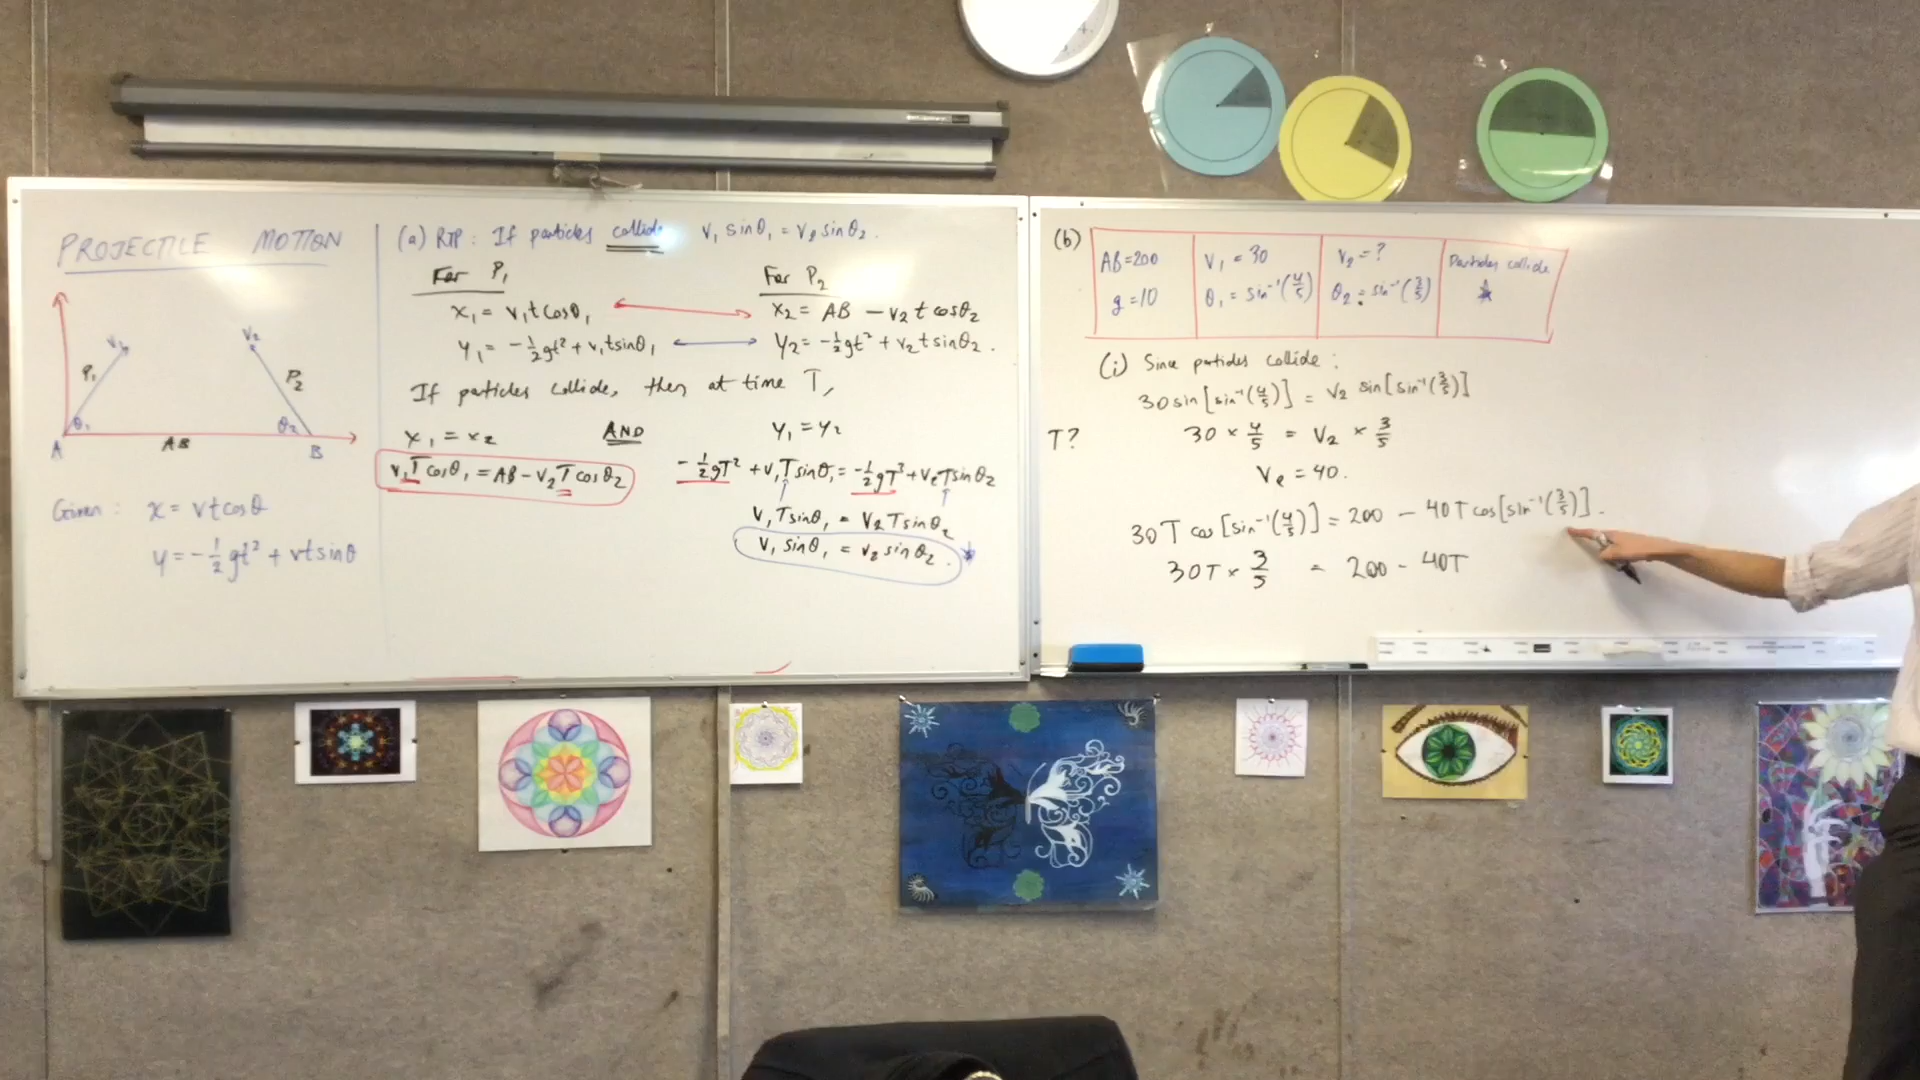 PROJECTILE MOTION
V₁
V₂
P₁
P₂
θ₁
θ₂
A
AB
B
Given: x = vtcosθ
y = -½gt² + vtsinθ
(a) RTP: If particles collide V₁ sinθ₁ = V₂ sinθ₂.
For P₁
For P₂
x₁ = v₁tcosθ₁
x₂ = AB - v₂tcosθ₂
y₁ = -½gt² + v₁tsinθ₁
y₂ = -½gt² + v₂tsinθ₂.
If particles collide, then at time T,
x₁ = x₂ AND y₁ = y₂
v₁Tcosθ₁ = AB - v₂Tcosθ₂
-½gT² + v₁Tsinθ₁ = -½gT² + v₂Tsinθ₂
V₁Tsinθ₁ = V₂Tsinθ₂
V₁ sinθ₁ = v₂ sinθ₂.
(b)
AB=200
g=10
V₁ = 30
θ₁ = sin⁻¹(4/5)
V₂ = ?
θ₂ = sin⁻¹(3/5)
Particles collide
(i) Since particles collide:
30sin[sin⁻¹(4/5)] = V₂ sin[sin⁻¹(3/5)]
T?
30 × 4/5 = V₂ × 3/5
V₂ = 40.
30T cos[sin⁻¹(4/5)] = 200 - 40T cos[sin⁻¹(3/5)].
30T × 3/5 = 200 - 40T